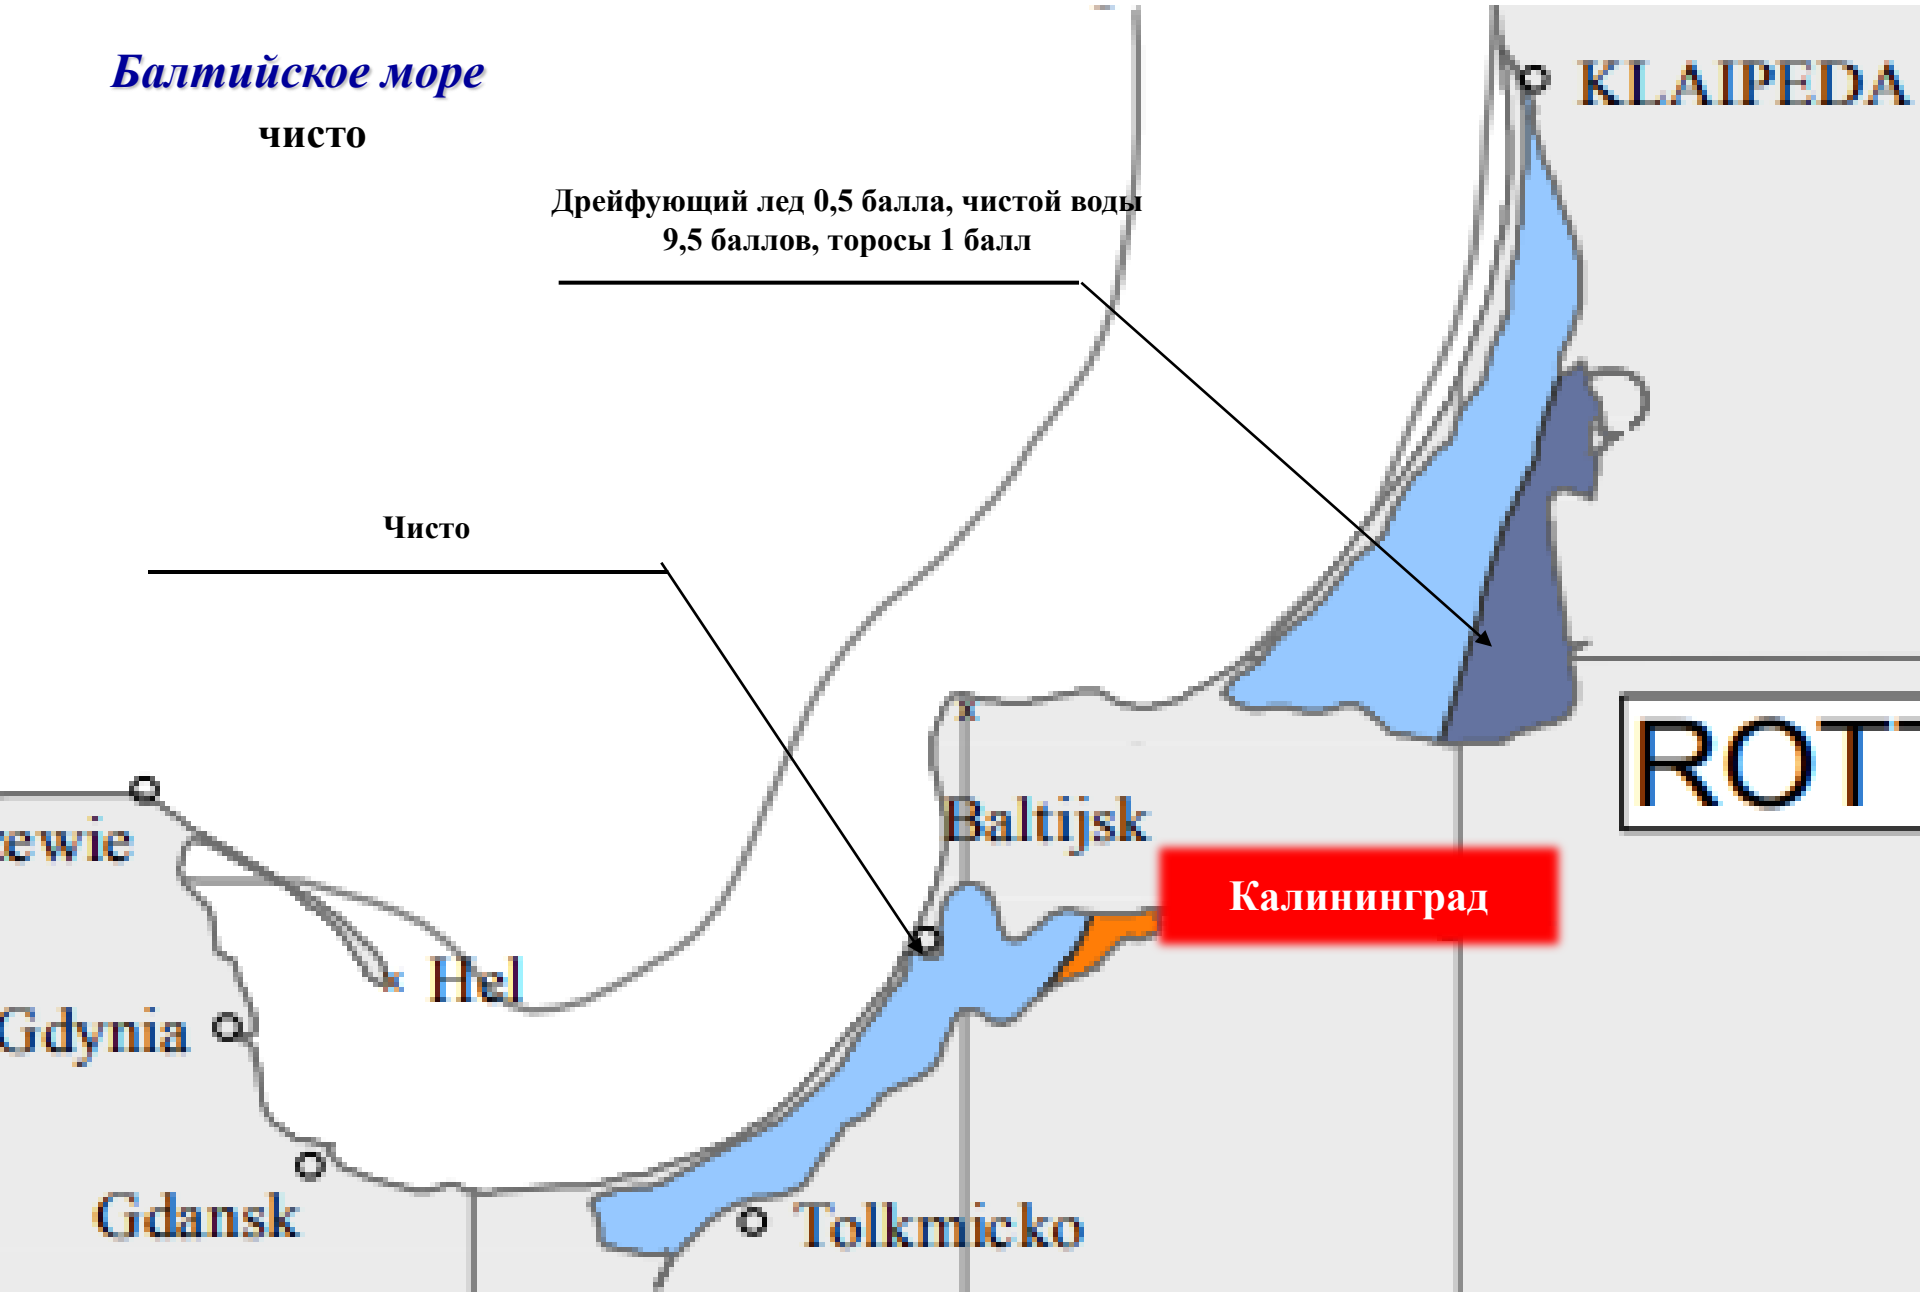 Балтийское море
чисто
KLAIPEDA
Дрейфующий лед 0,5 балла, чистой воды
9,5 баллов, торосы 1 балл
Чисто
ROT
Baltijsk
ewie
Калининград
Hel
Gdynia
Gdansk
Tolkmicko